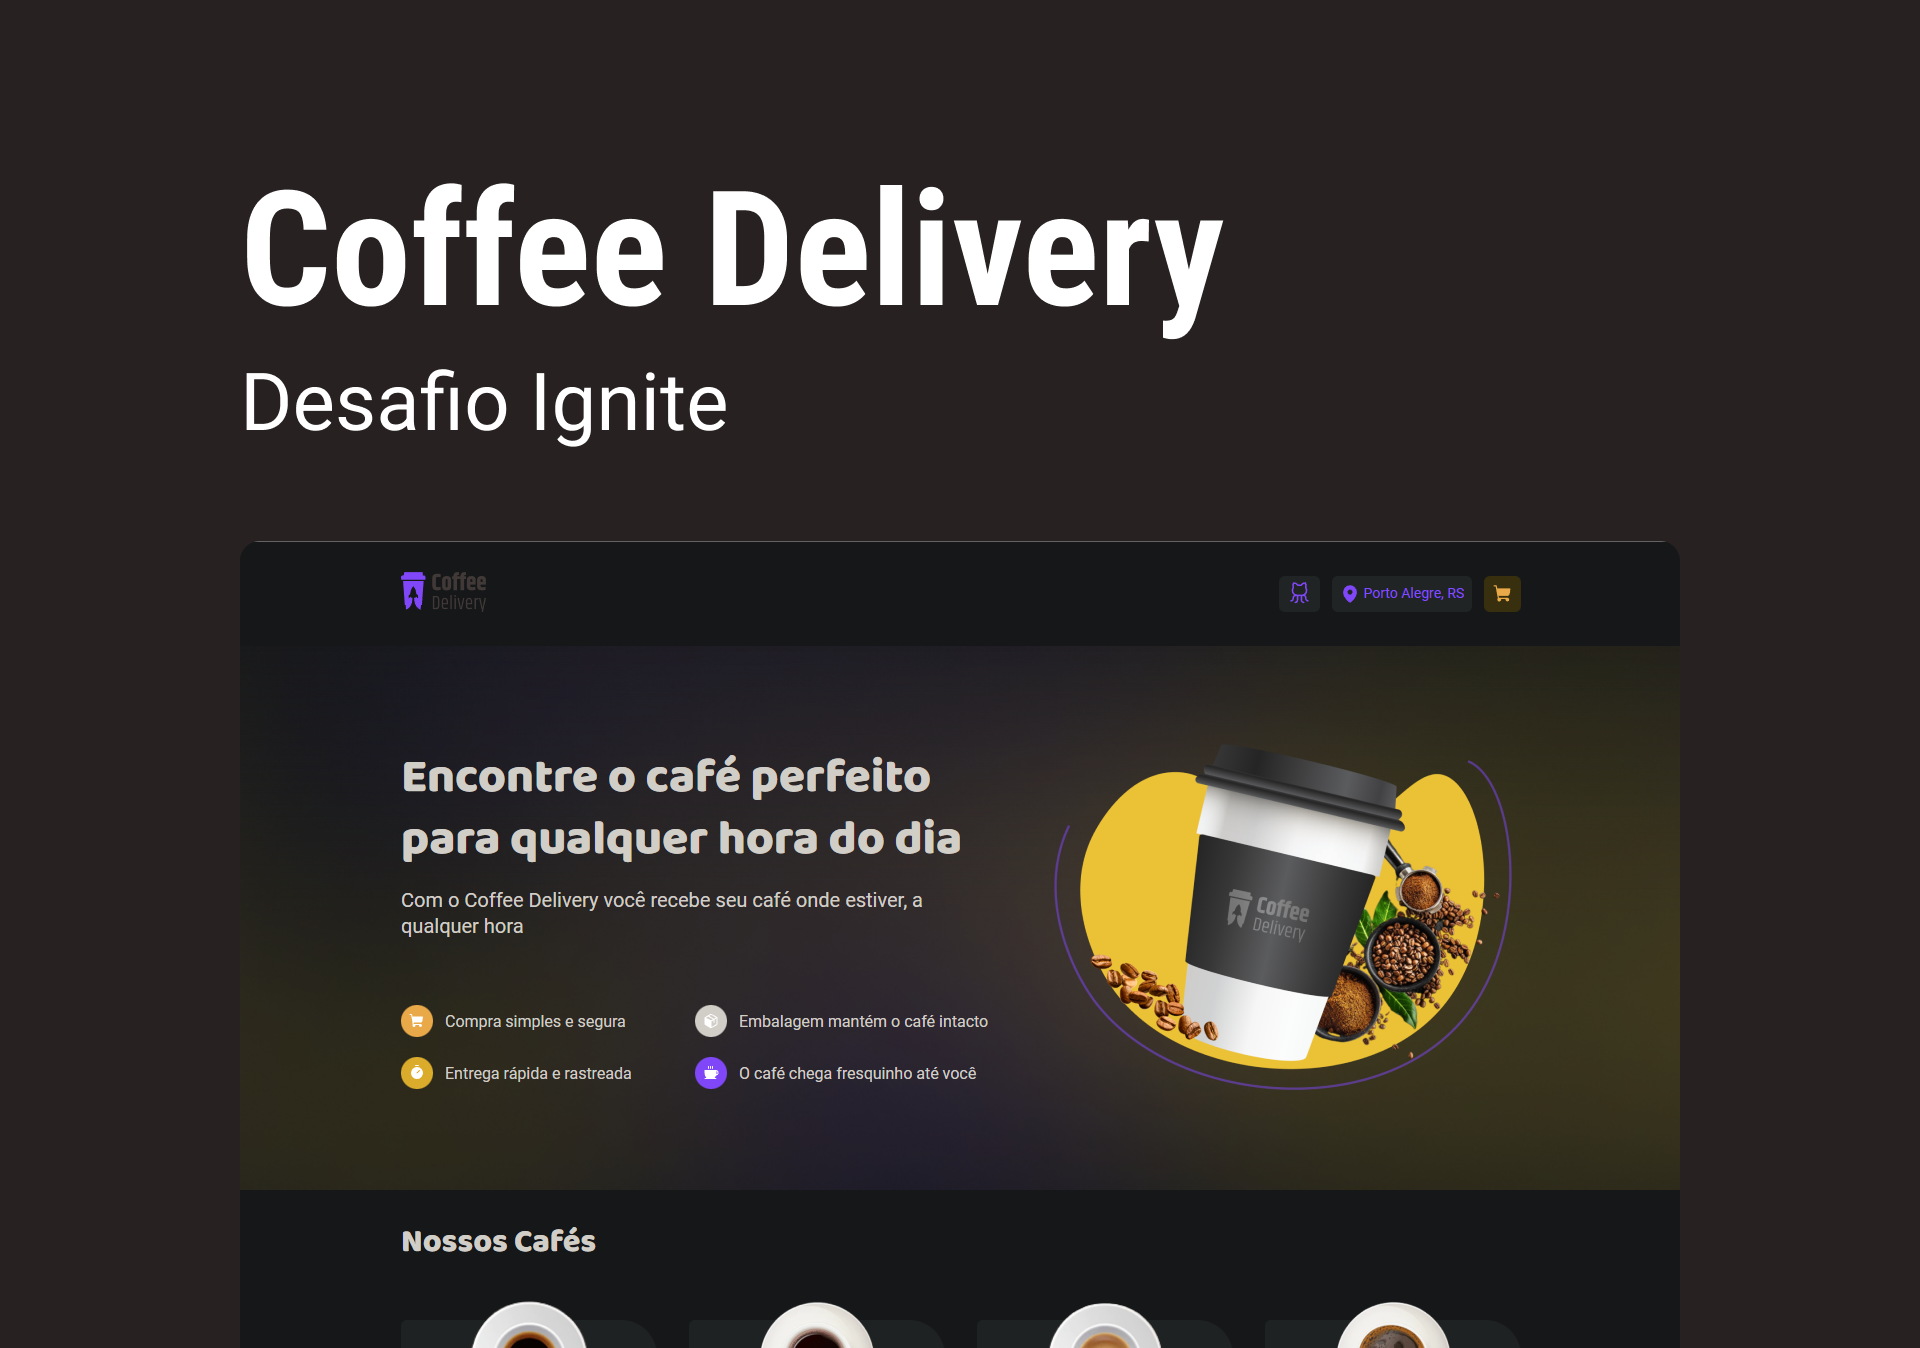 Coffee Delivery
Desafio Ignite
Coffee
Delivery
Porto Alegre, RS
Encontre o café perfeito
para qualquer hora do dia
Com o Coffee Delivery você recebe seu café onde estiver, a
qualquer hora
Coffee
Delivery
Compra simples e segura
Embalagem mantém o café intacto
Entrega rápida e rastreada
O café chega fresquinho até você
Nossos Cafés